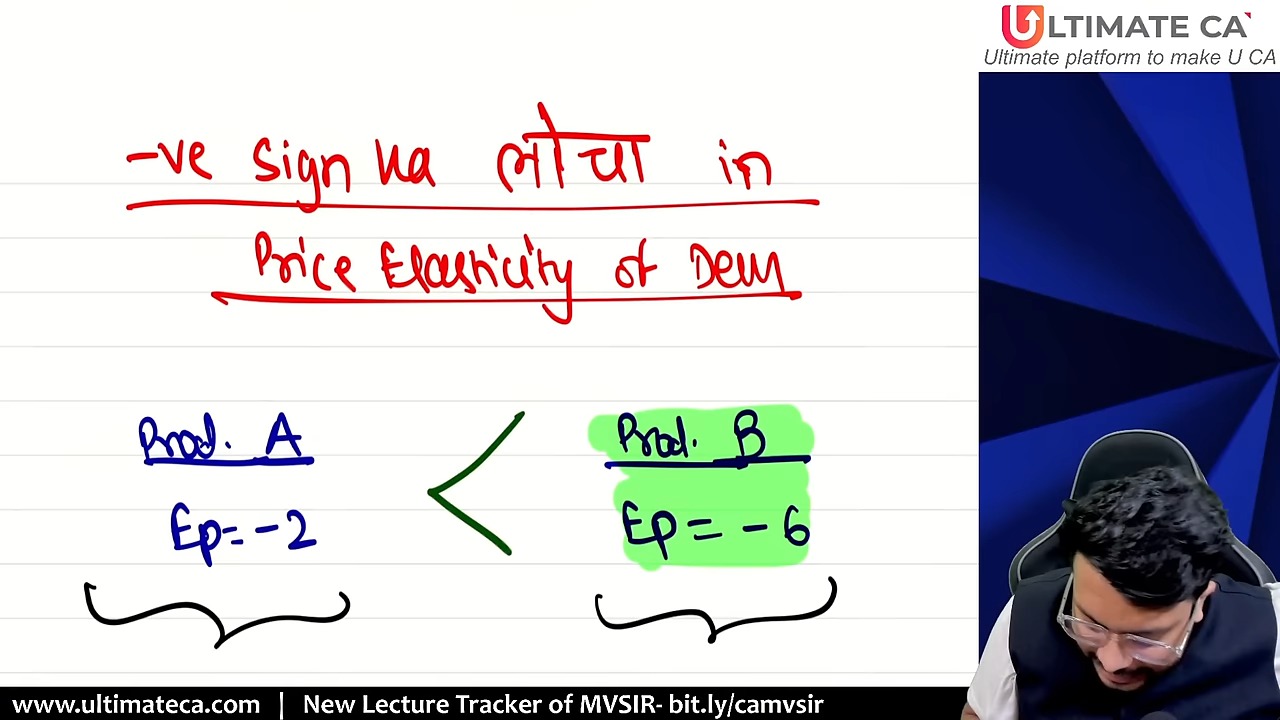 ULTIMATE CA
Ultimate platform to make U CA
-ve Sign ka लोचा in
Price Elasticity of Dem
Prod. A < Prod. B
Ep = -2 Ep = -6
www.ultimateca.com | New Lecture Tracker of MVSIR- bit.ly/camvsir